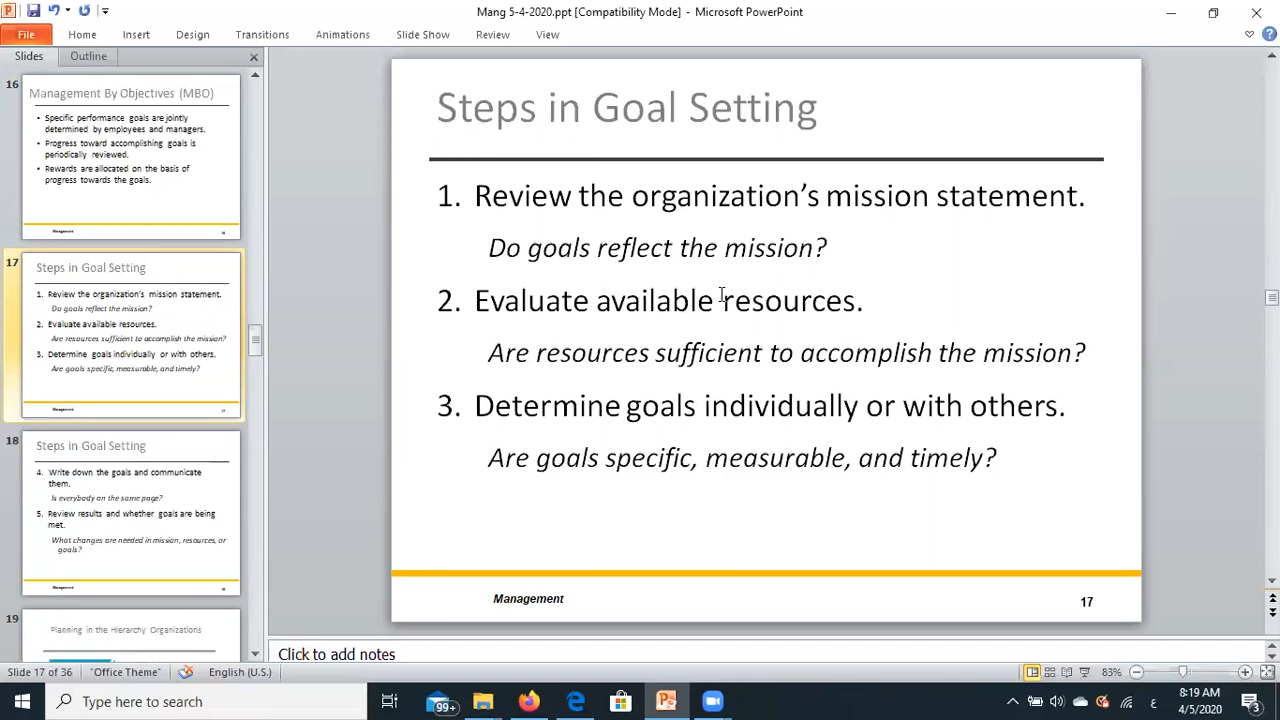 Mang 5-4-2020.ppt [Compatibility Mode] - Microsoft PowerPoint
File Home Insert Design Transitions Animations Slide Show Review View
Slides Outline
16
Management By Objectives (MBO)
• Specific performance goals are jointly
determined by employees and managers.
• Progress toward accomplishing goals is
periodically reviewed.
• Rewards are allocated on the basis of
progress towards the goals.
Management
17
Steps in Goal Setting
1. Review the organization's mission statement.
Do goals reflect the mission?
2. Evaluate available resources.
Are resources sufficient to accomplish the mission?
3. Determine goals individually or with others.
Are goals specific, measurable, and timely?
Management 17
18
Steps in Goal Setting
4. Write down the goals and communicate
them.
Is everybody on the same page?
5. Review results and whether goals are being
met.
What changes are needed in mission, resources, or
goals?
Management
19
Planning in the Hierarchy Organizations
Steps in Goal Setting
1. Review the organization’s mission statement.
Do goals reflect the mission?
2. Evaluate available resources.
Are resources sufficient to accomplish the mission?
3. Determine goals individually or with others.
Are goals specific, measurable, and timely?
Management 17
Click to add notes
Slide 17 of 36 "Office Theme" English (U.S.) 83%
Type here to search 99+ ع 8:19 AM
4/5/2020 3